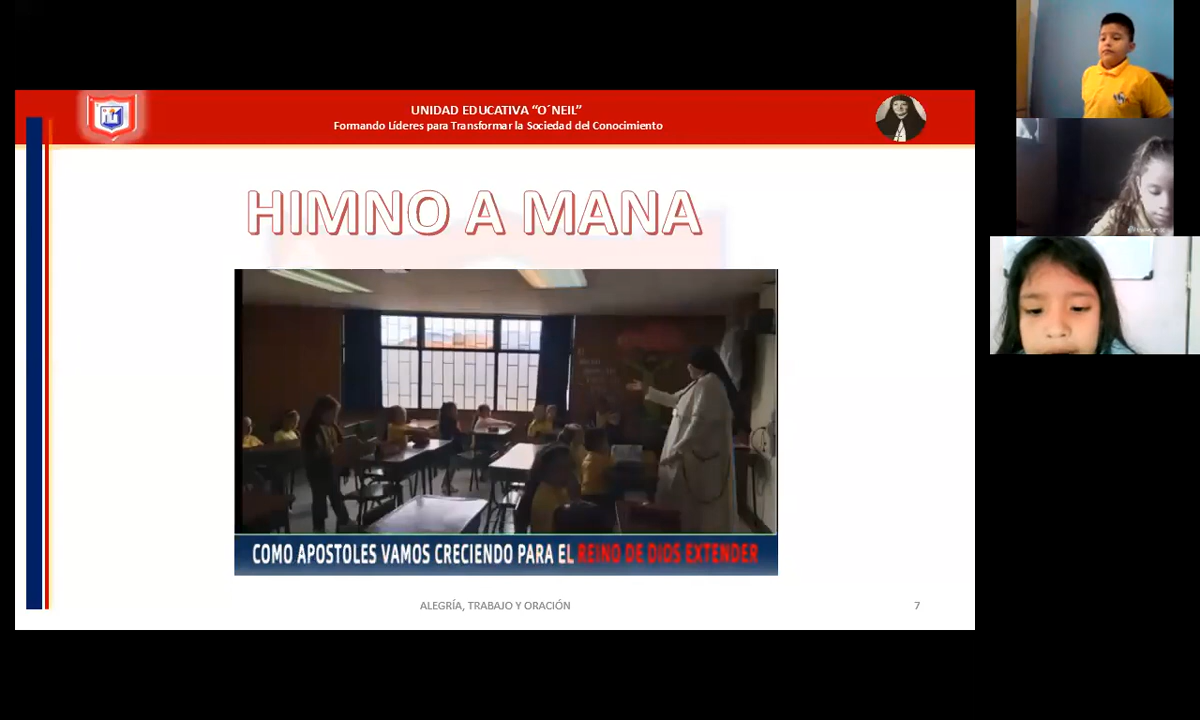 UNIDAD EDUCATIVA “O´NEIL”
Formando Líderes para Transformar la Sociedad del Conocimiento
HIMNO A MANA
COMO APOSTOLES VAMOS CRECIENDO PARA EL REINO DE DIOS EXTENDER
ALEGRÍA, TRABAJO Y ORACIÓN
7